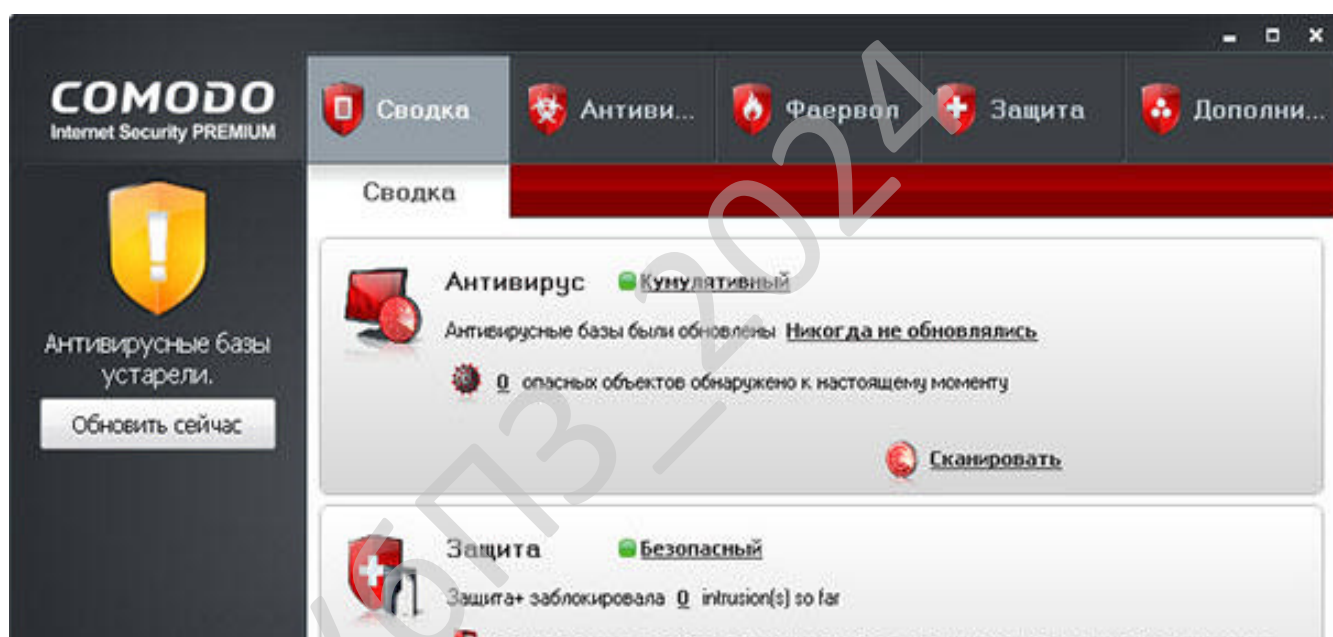 COMODO
Internet Security PREMIUM
Сводка
Антиви...
Фаервол
Защита
Дополни...
Сводка
Антивирусные базы
устарели.
Обновить сейчас
Антивирус Кумулятивный
Антивирусные базы были обновлены Никогда не обновлялись
0 опасных объектов обнаружено к настоящему моменту
Сканировать
Защита Безопасный
Защита+ заблокировала 0 intrusion(s) so far
бПЗ_2024